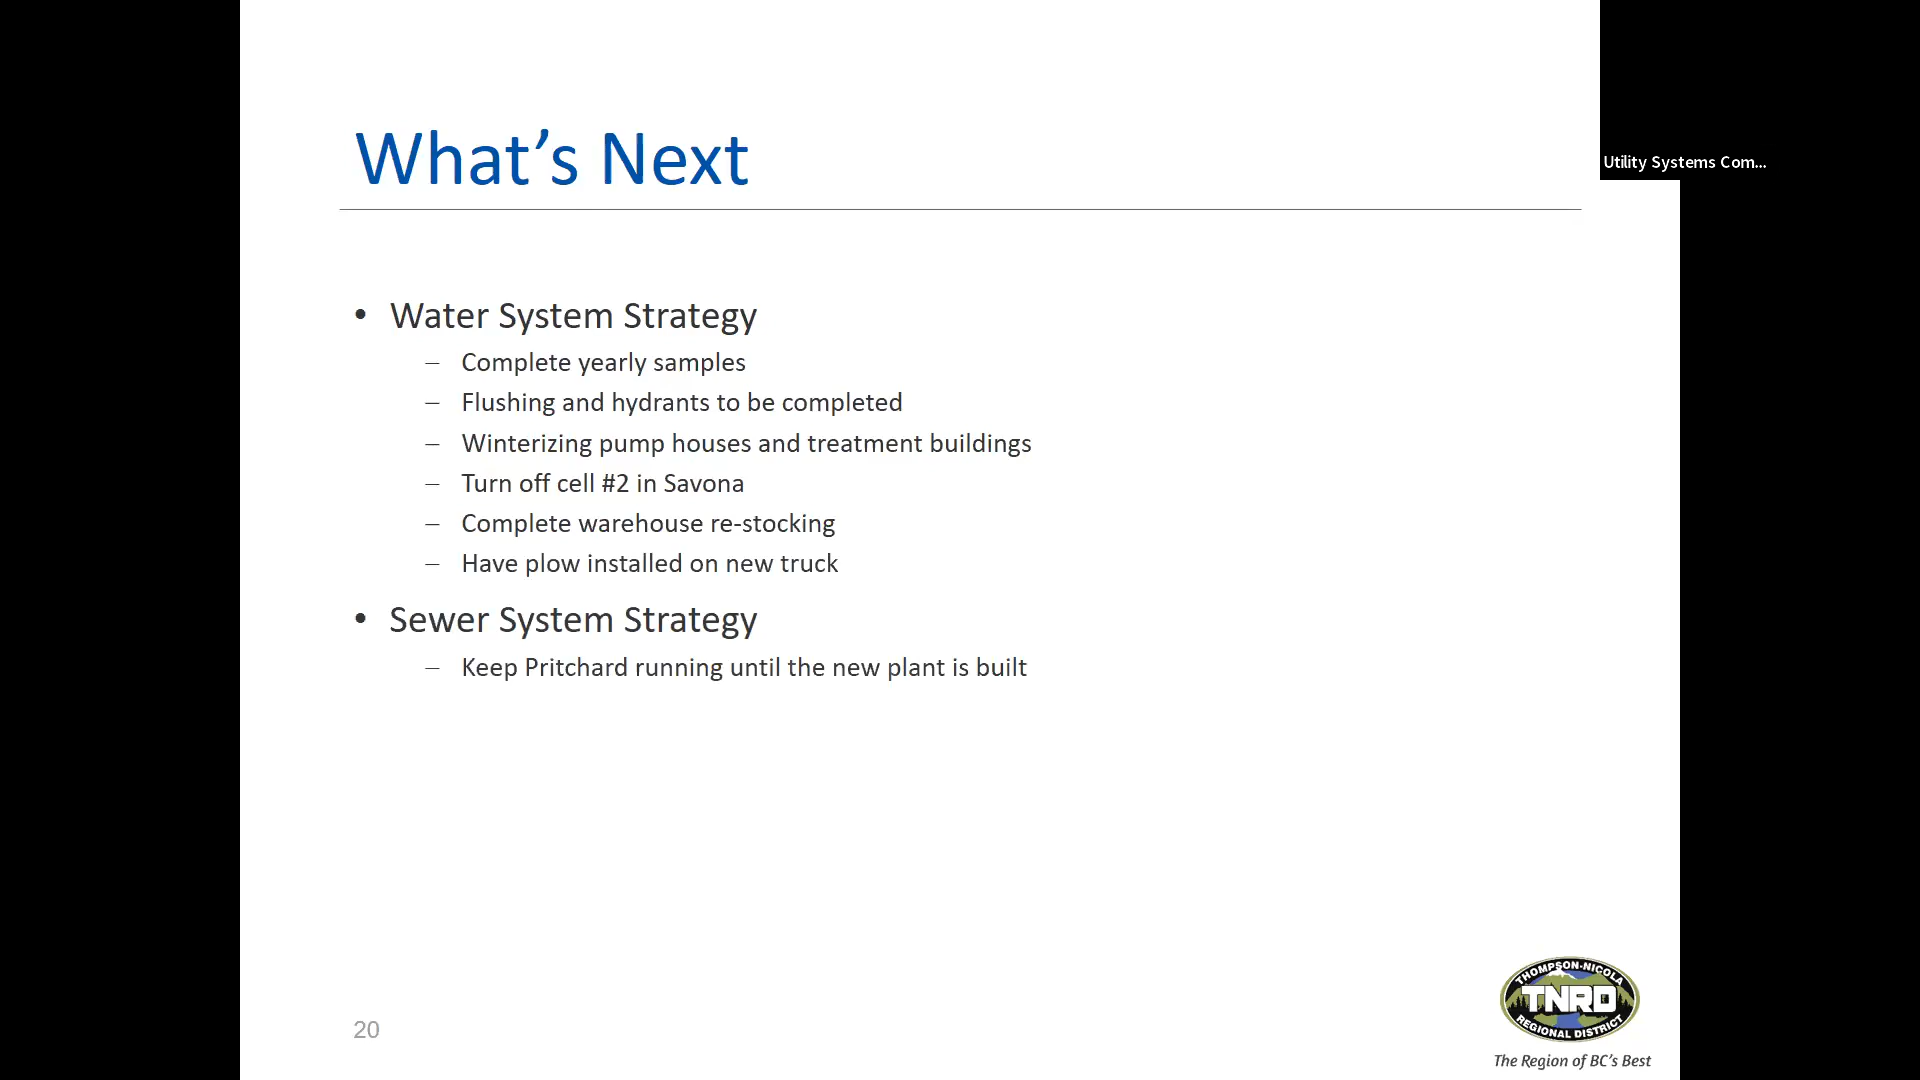 What's Next
Utility Systems Com...
• Water System Strategy
– Complete yearly samples
– Flushing and hydrants to be completed
– Winterizing pump houses and treatment buildings
– Turn off cell #2 in Savona
– Complete warehouse re-stocking
– Have plow installed on new truck
• Sewer System Strategy
– Keep Pritchard running until the new plant is built
20
THOMPSON-NICOLA
TNRD
REGIONAL DISTRICT
The Region of BC's Best